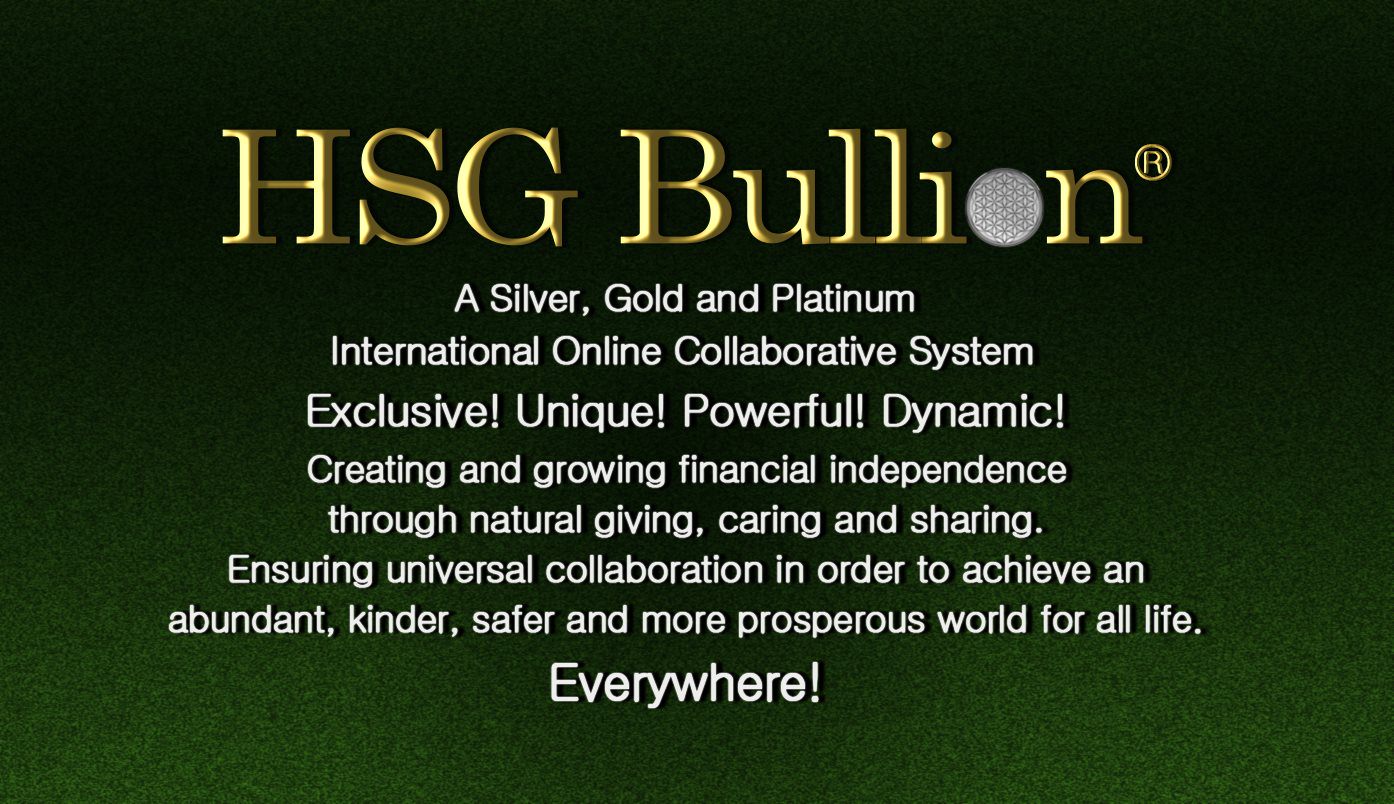 HSG Bullion®
A Silver, Gold and Platinum
International Online Collaborative System
Exclusive! Unique! Powerful! Dynamic!
Creating and growing financial independence
through natural giving, caring and sharing.
Ensuring universal collaboration in order to achieve an
abundant, kinder, safer and more prosperous world for all life.
Everywhere!